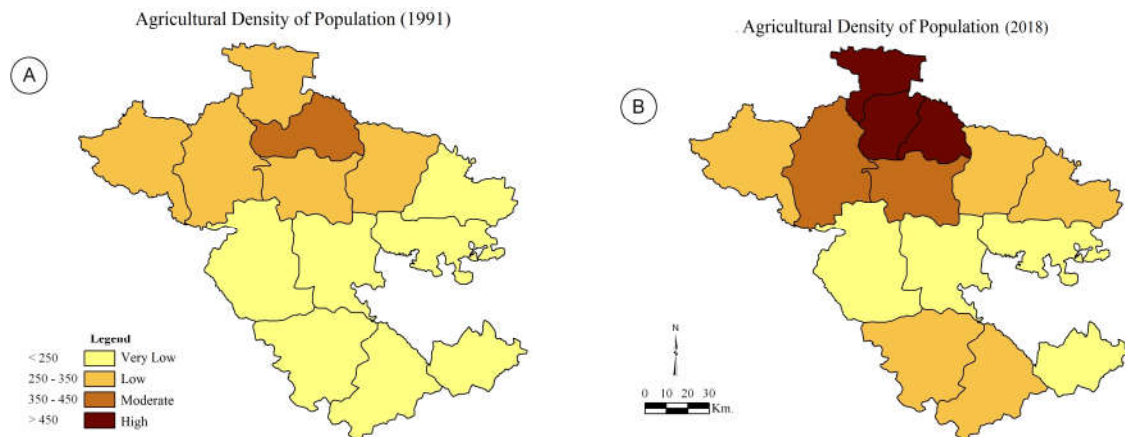 Agricultural Density of Population (1991)
A
Legend
< 250 Very Low
250 - 350 Low
350 - 450 Moderate
> 450 High
Agricultural Density of Population (2018)
B
N
0 10 20 30
Km.